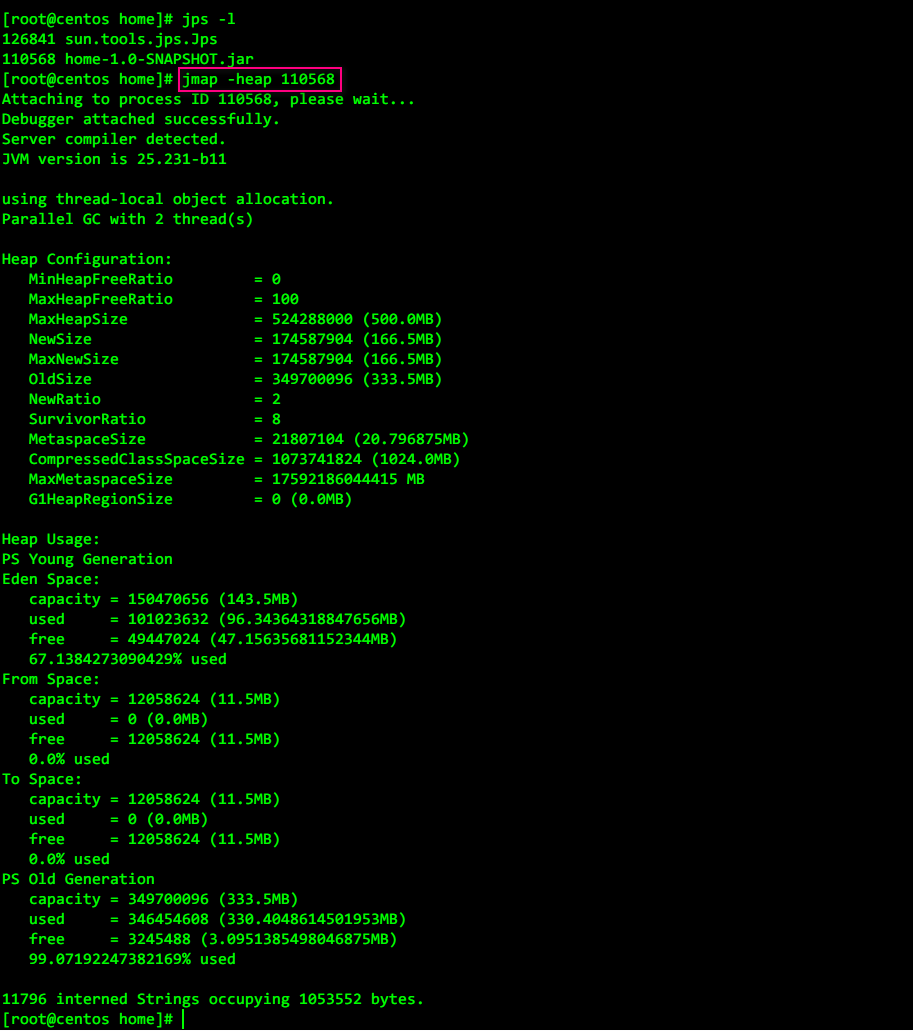 [root@centos home]# jps -l
126841 sun.tools.jps.Jps
110568 home-1.0-SNAPSHOT.jar
[root@centos home]# jmap -heap 110568
Attaching to process ID 110568, please wait...
Debugger attached successfully.
Server compiler detected.
JVM version is 25.231-b11

using thread-local object allocation.
Parallel GC with 2 thread(s)

Heap Configuration:
   MinHeapFreeRatio         = 0
   MaxHeapFreeRatio         = 100
   MaxHeapSize              = 524288000 (500.0MB)
   NewSize                  = 174587904 (166.5MB)
   MaxNewSize               = 174587904 (166.5MB)
   OldSize                  = 349700096 (333.5MB)
   NewRatio                 = 2
   SurvivorRatio            = 8
   MetaspaceSize            = 21807104 (20.796875MB)
   CompressedClassSpaceSize = 1073741824 (1024.0MB)
   MaxMetaspaceSize         = 17592186044415 MB
   G1HeapRegionSize         = 0 (0.0MB)

Heap Usage:
PS Young Generation
Eden Space:
   capacity = 150470656 (143.5MB)
   used     = 101023632 (96.34364318847656MB)
   free     = 49447024 (47.15635681152344MB)
   67.1384273090429% used
From Space:
   capacity = 12058624 (11.5MB)
   used     = 0 (0.0MB)
   free     = 12058624 (11.5MB)
   0.0% used
To Space:
   capacity = 12058624 (11.5MB)
   used     = 0 (0.0MB)
   free     = 12058624 (11.5MB)
   0.0% used
PS Old Generation
   capacity = 349700096 (333.5MB)
   used     = 346454608 (330.4048614501953MB)
   free     = 3245488 (3.0951385498046875MB)
   99.07192247382169% used

11796 interned Strings occupying 1053552 bytes.
[root@centos home]#